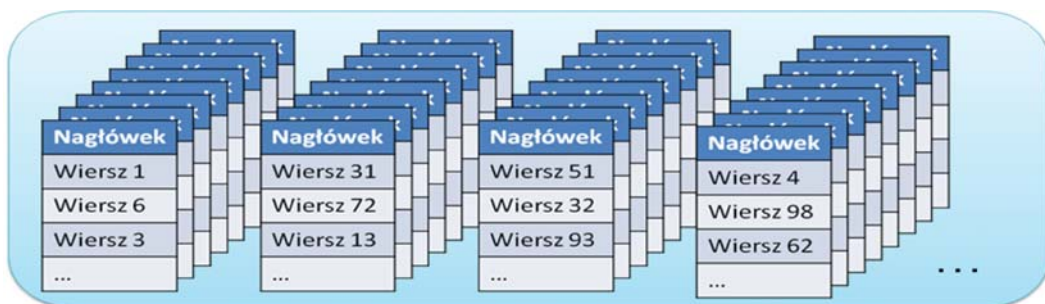 Nagłówek
Wiersz 1
Wiersz 6
Wiersz 3
...
Nagłówek
Wiersz 31
Wiersz 72
Wiersz 13
...
Nagłówek
Wiersz 51
Wiersz 32
Wiersz 93
...
Nagłówek
Wiersz 4
Wiersz 98
Wiersz 62
...
...